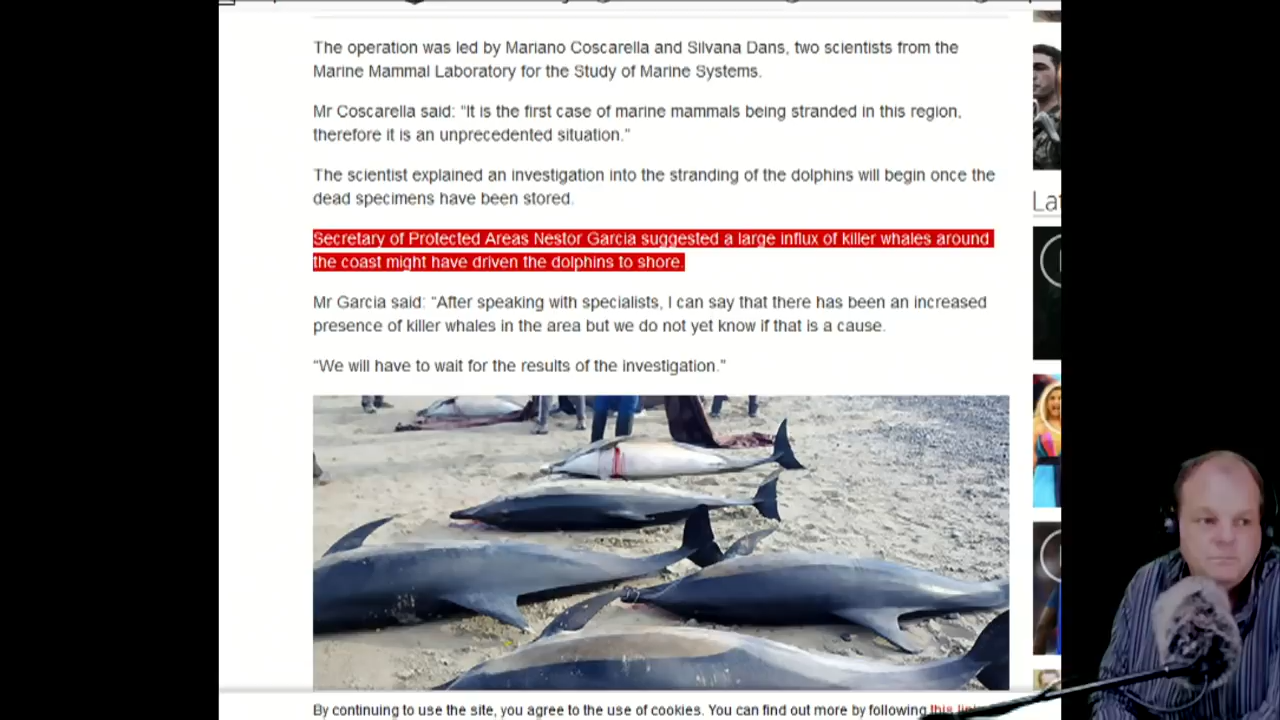 The operation was led by Mariano Coscarella and Silvana Dans, two scientists from the
Marine Mammal Laboratory for the Study of Marine Systems.
Mr Coscarella said: “It is the first case of marine mammals being stranded in this region,
therefore it is an unprecedented situation.”
The scientist explained an investigation into the stranding of the dolphins will begin once the
dead specimens have been stored.
Secretary of Protected Areas Nestor Garcia suggested a large influx of killer whales around
the coast might have driven the dolphins to shore.
Mr Garcia said: “After speaking with specialists, I can say that there has been an increased
presence of killer whales in the area but we do not yet know if that is a cause.
“We will have to wait for the results of the investigation.”
By continuing to use the site, you agree to the use of cookies. You can find out more by following this